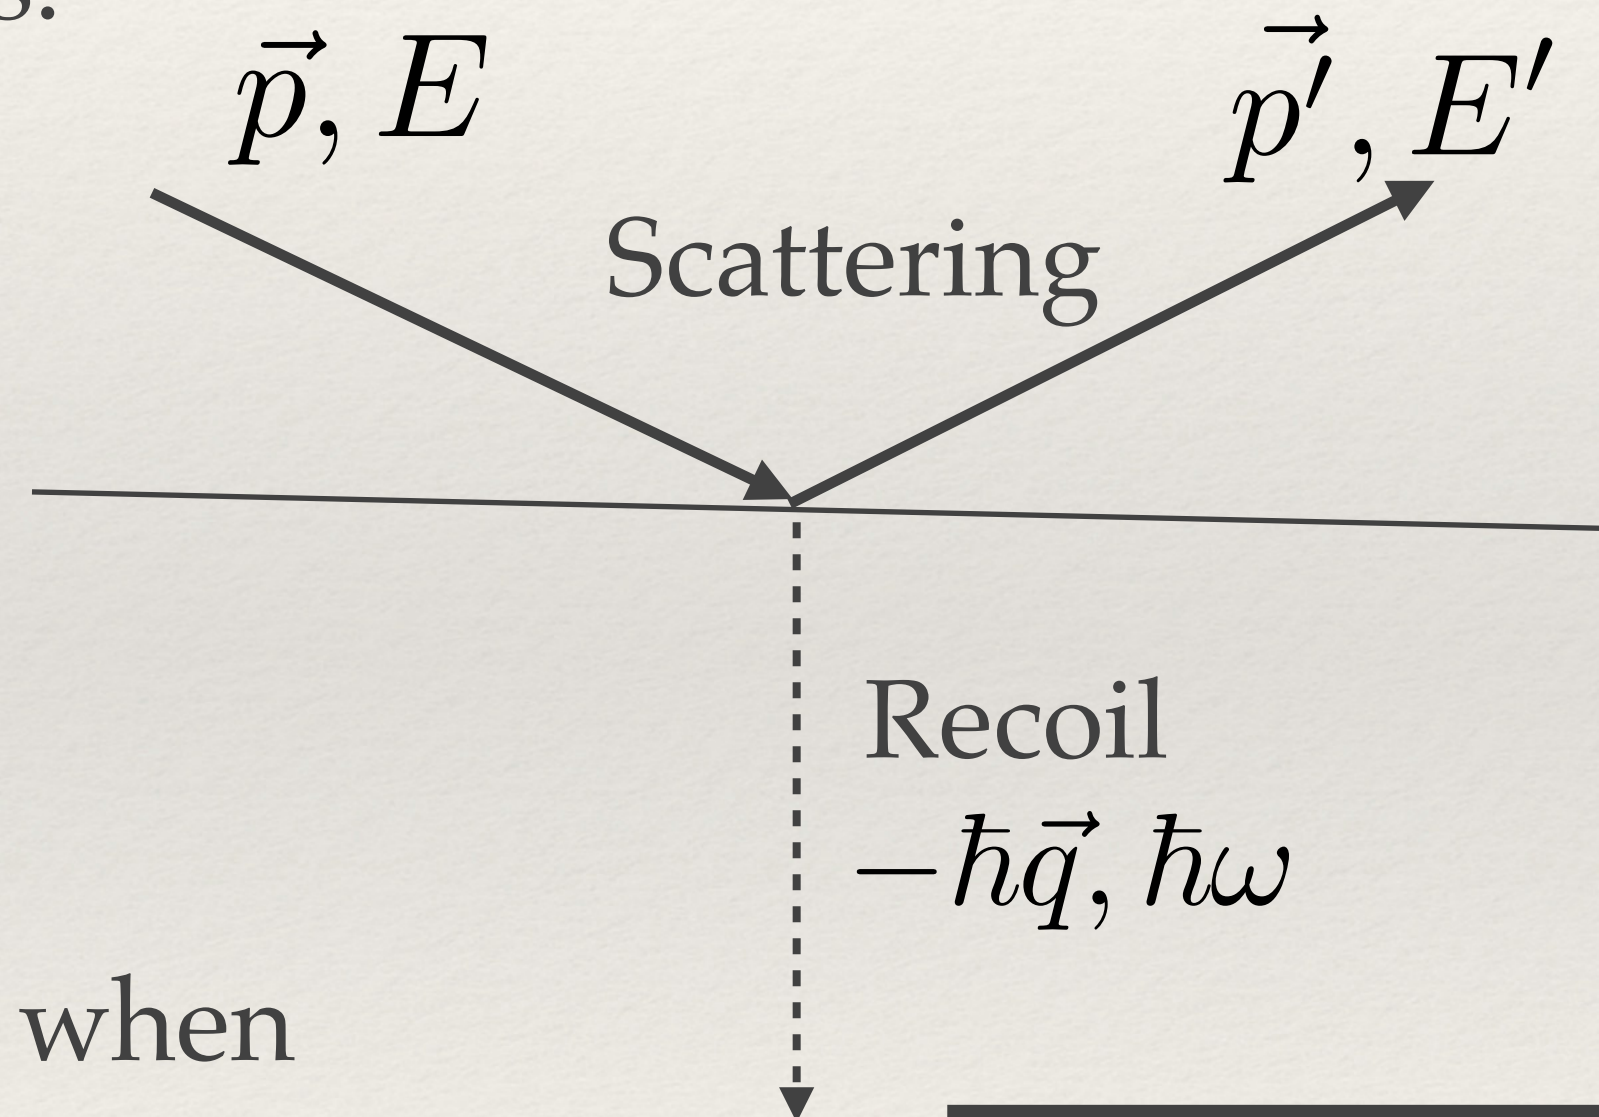 s.
p⃗, E
p⃗′, E′
Scattering
Recoil
−ℏq⃗, ℏω
when